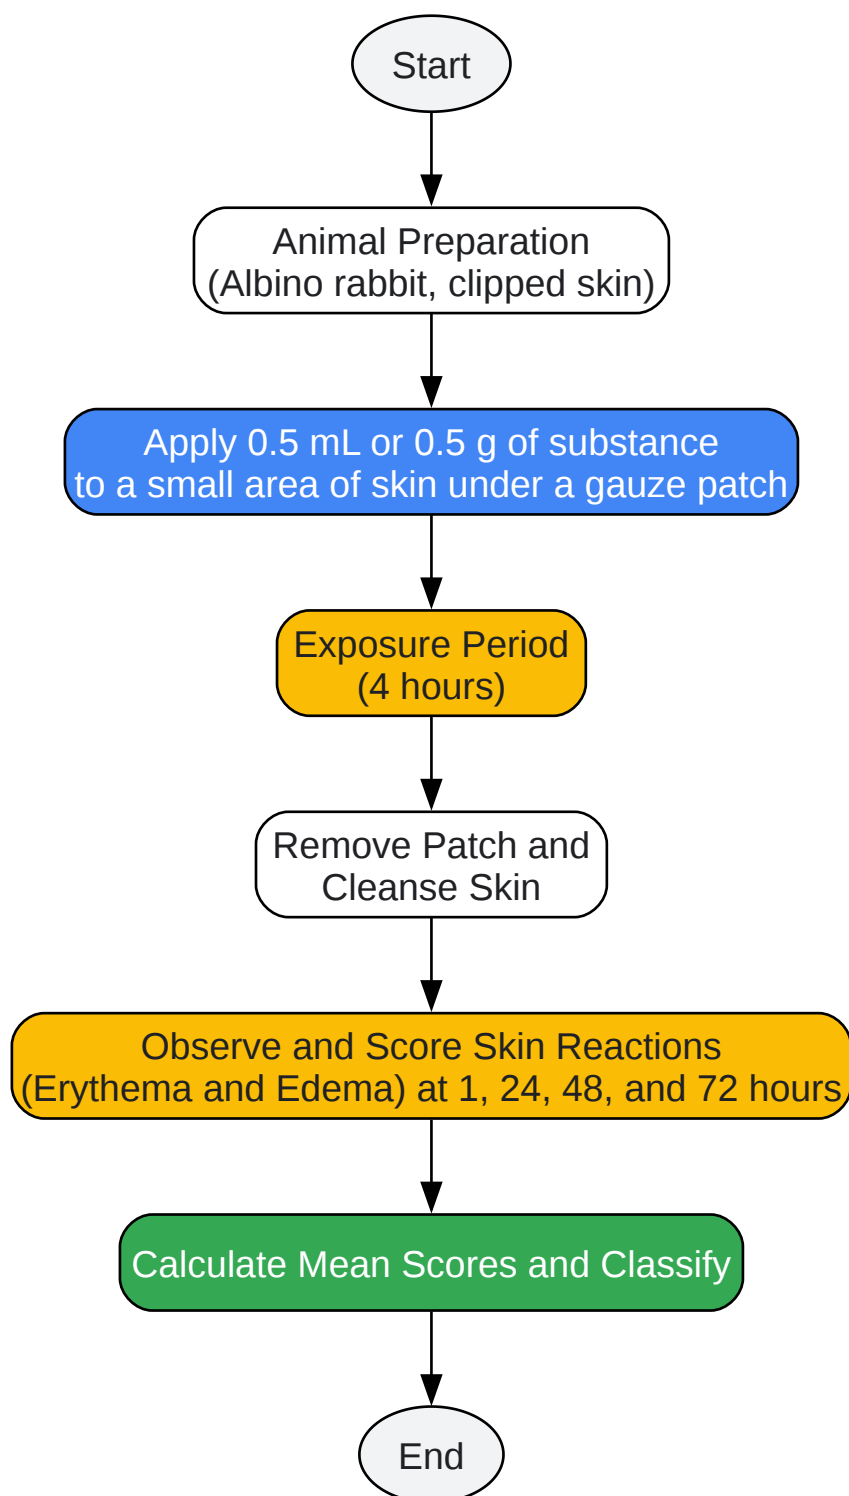 Start
Animal Preparation
(Albino rabbit, clipped skin)
Apply 0.5 mL or 0.5 g of substance
to a small area of skin under a gauze patch
Exposure Period
(4 hours)
Remove Patch and
Cleanse Skin
Observe and Score Skin Reactions
(Erythema and Edema) at 1, 24, 48, and 72 hours
Calculate Mean Scores and Classify
End